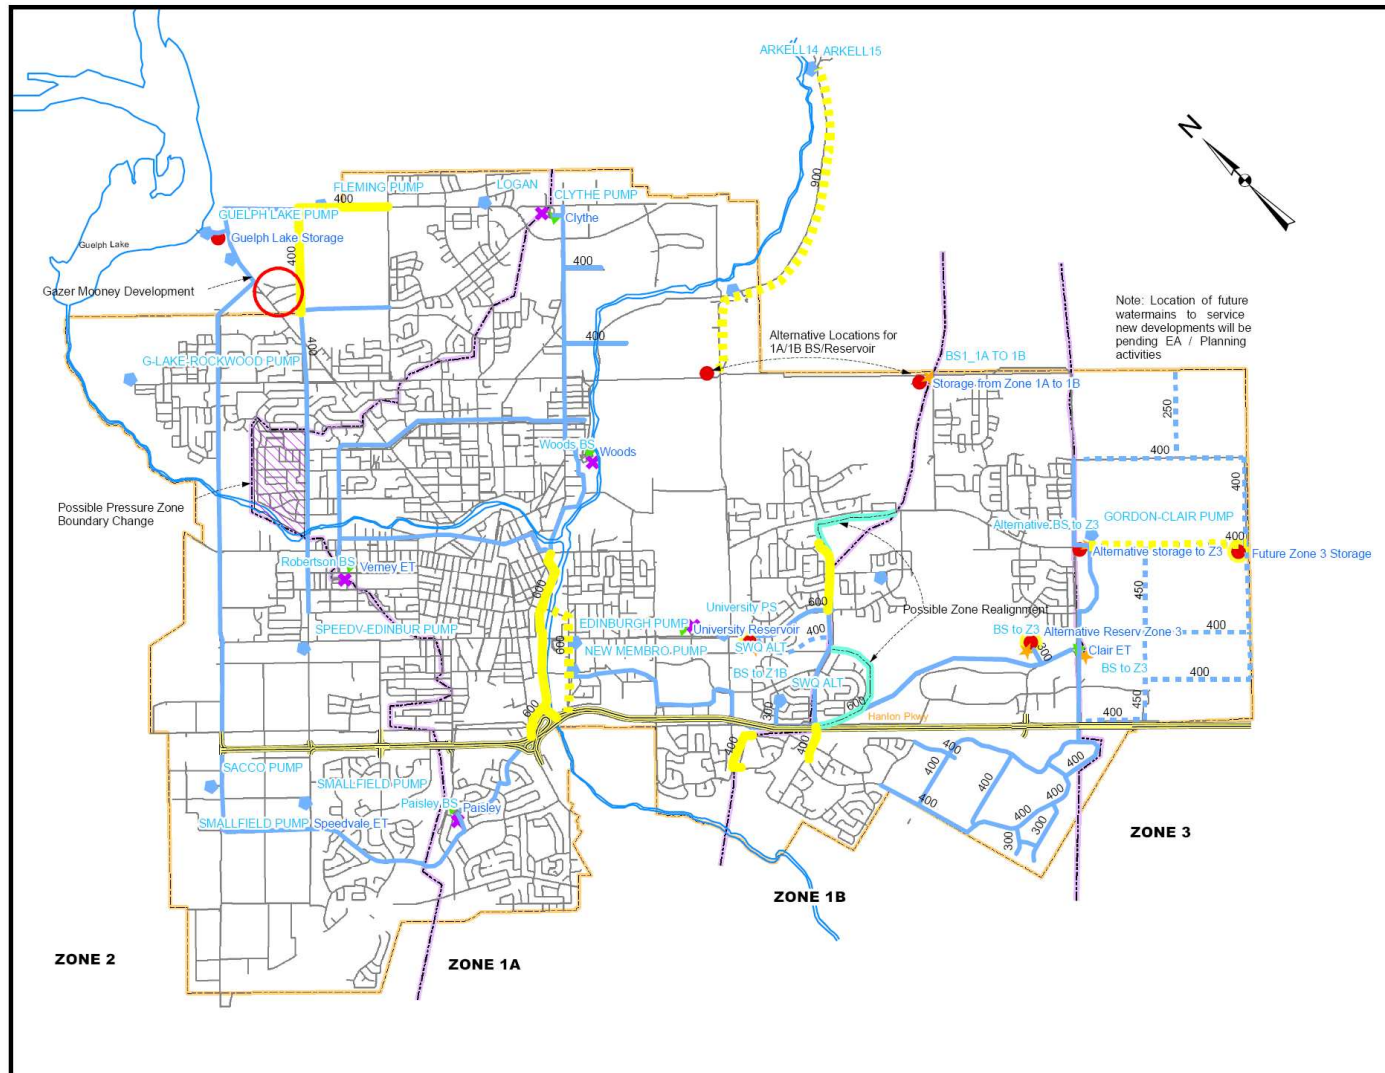 ARKELL14 ARKELL15
N
900
FLEMING PUMP
LOGAN
CLYTHE PUMP
400
GUELPH LAKE PUMP
Clythe
Guelph Lake
Guelph Lake Storage
400
400
Gazer Mooney Development
Note: Location of future
watermains to service
new developments will be
pending EA / Planning
activities
400
400
Alternative Locations for
1A/1B BS/Reservoir
G-LAKE-ROCKWOOD PUMP
BS1_1A TO 1B
Storage from Zone 1A to 1B
250
Woods BS
Woods
400
400
Possible Pressure Zone
Boundary Change
GORDON-CLAIR PUMP
Alternative BS to Z3
400
Alternative storage to Z3
Future Zone 3 Storage
Robertson BS
Verney ET
600
450
600
University PS
Possible Zone Realignment
EDINBURGH PUMP
University Reservoir
400
SPEEDV-EDINBUR PUMP
BS to Z3
Alternative Reserv Zone 3
400
600
NEW MEMBRO PUMP
SWQ ALT
300
Clair ET
BS to Z1B
SWQ ALT
BS to Z3
400
600
300
600
450
400
Hanlon Pkwy
400
400
400
400
400
400
400
400
400
300
300
SACCO PUMP
SMALLFIELD PUMP
Paisley BS
Paisley
SMALLFIELD PUMP
Speedvale ET
ZONE 3
ZONE 1B
ZONE 2
ZONE 1A